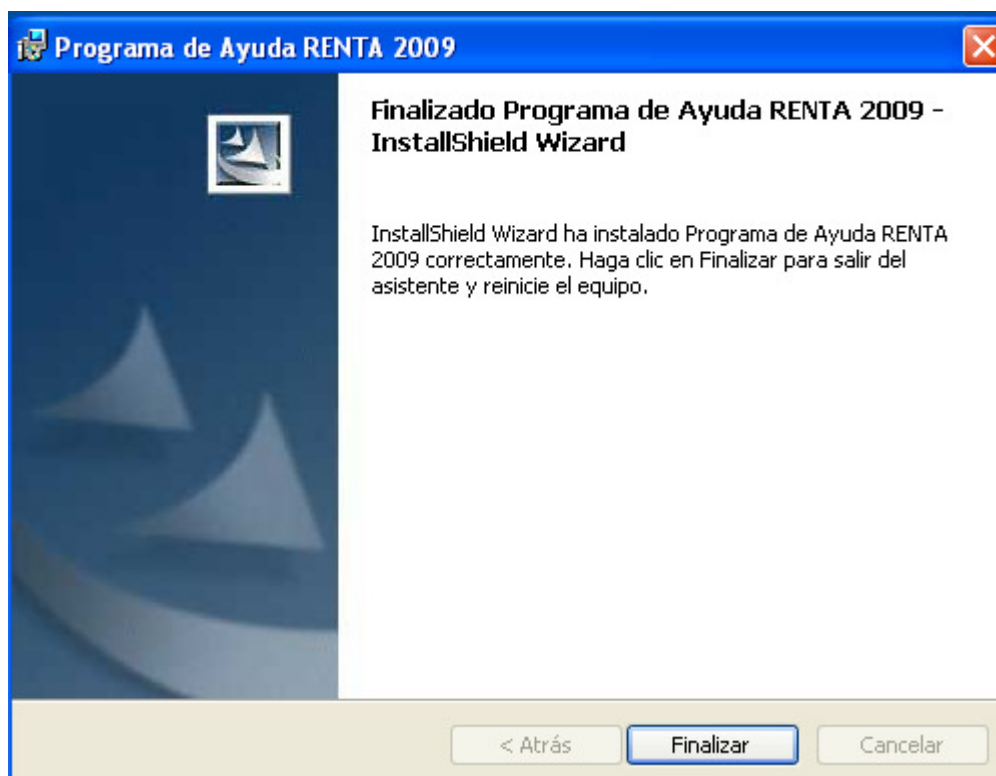 Programa de Ayuda RENTA 2009
Finalizado Programa de Ayuda RENTA 2009 -
InstallShield Wizard
InstallShield Wizard ha instalado Programa de Ayuda RENTA
2009 correctamente. Haga clic en Finalizar para salir del
asistente y reinicie el equipo.
< Atrás Finalizar Cancelar